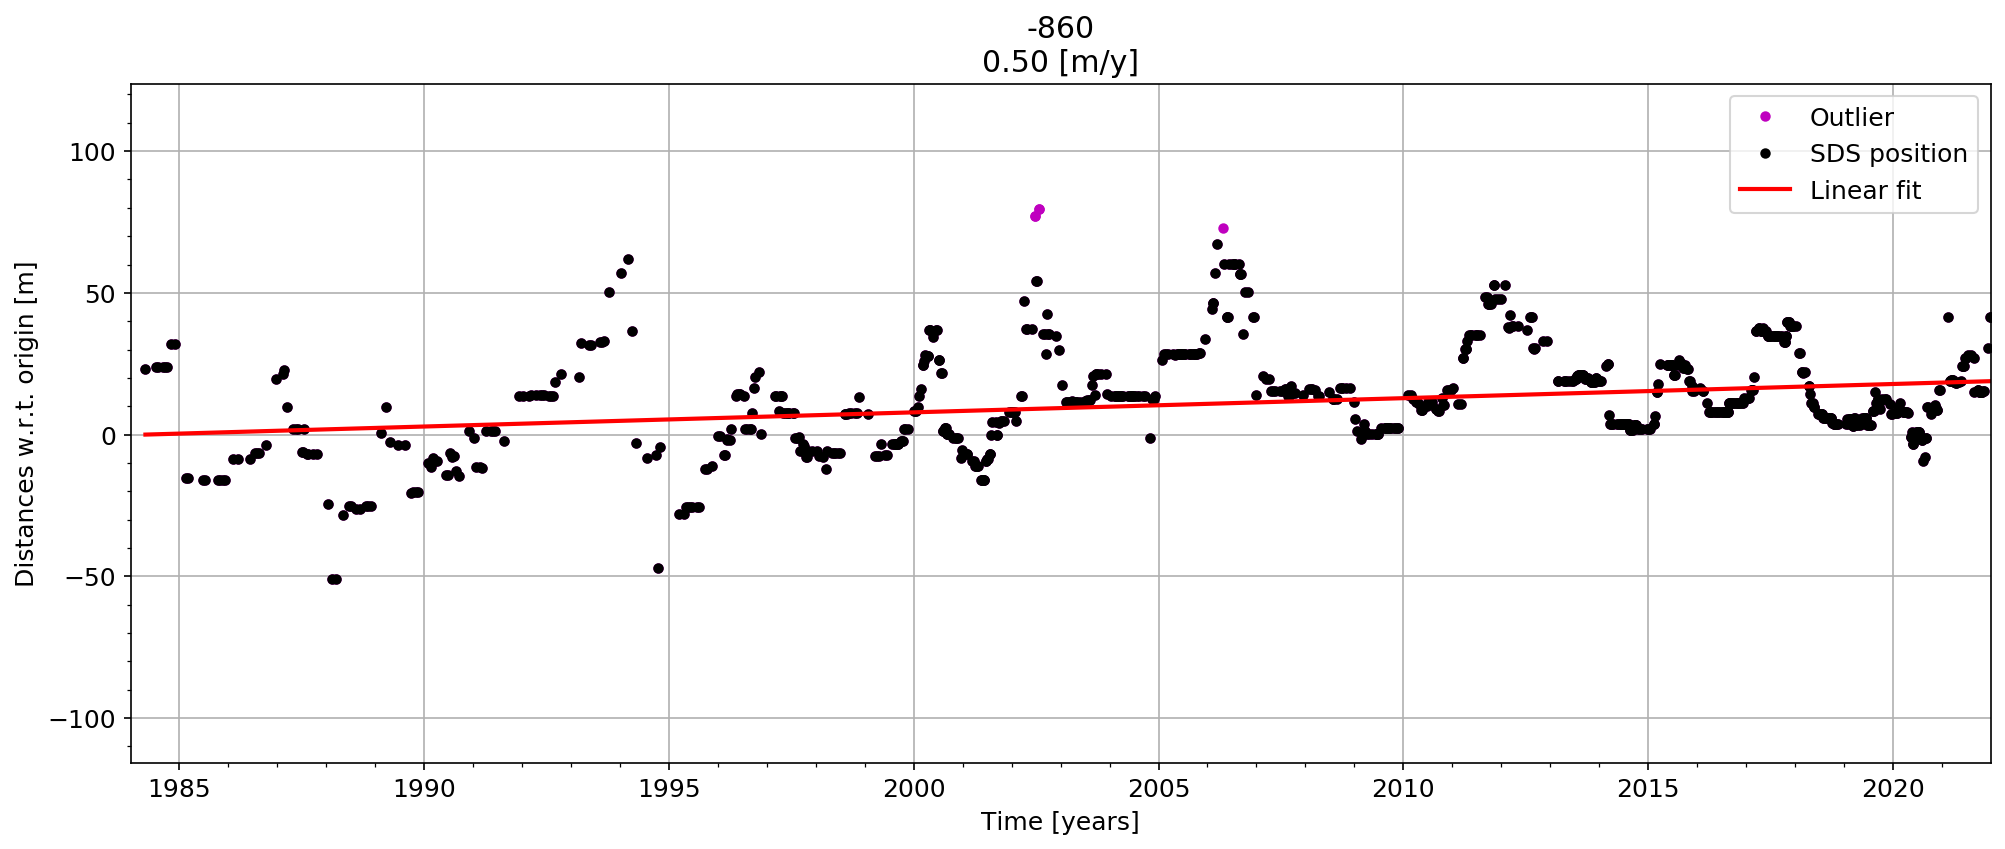 -860
0.50 [m/y]
Outlier
SDS position
Linear fit
Distances w.r.t. origin [m]
100
50
0
−50
−100
1985 1990 1995 2000 2005 2010 2015 2020
Time [years]